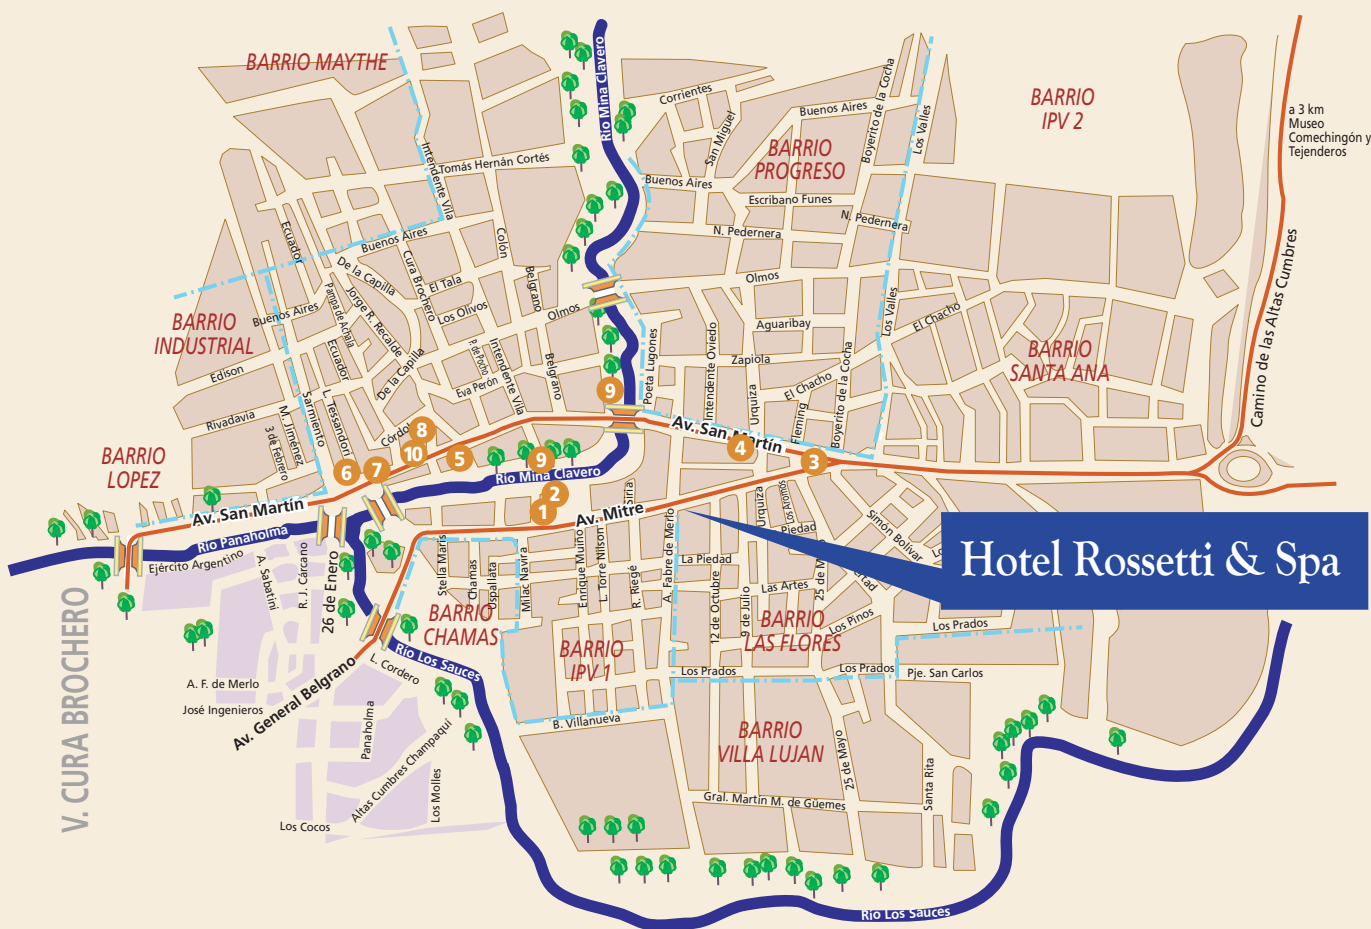 BARRIO MAYTHE
Río Mina Clavero
Corrientes
San Miguel
Buenos Aires
Boyerito de la Cocha
Los Valles
BARRIO
IPV 2
a 3 km
Museo
Comechingón y
Tejenderos
BARRIO
PROGRESO
Intendente Vila
Tomás Hernán Cortés
Buenos Aires
Escribano Funes
N. Pedernera
N. Pedernera
Ecuador
Buenos Aires
Colón
De la Capilla
Cura Brochero
El Tala
Belgrano
Olmos
Olmos
Camino de las Altas Cumbres
Pampa de Achala
Jorge R. Recalde
Los Olivos
Buenos Aires
BARRIO
INDUSTRIAL
Los Valles
El Chacho
Aguaribay
Poeta Lugones
Intendente Oviedo
Zapiola
BARRIO
SANTA ANA
Ecuador
De la Capilla
P. de Pocho
Intendente Vila
Belgrano
Eva Perón
Edison
Urquiza
El Chacho
Boyerito de la Cocha
Fleming
Rivadavia
M. Jiménez
3 de Febrero
Sarmiento
L. Tessandori
Córdoba
9
8
10
5
6
7
9
2
1
4
3
Av. San Martín
BARRIO
LOPEZ
Río Mina Clavero
Av. San Martín
Av. Mitre
Urquiza
Los Aromos
Piedad
Simón Bolívar
Hotel Rossetti & Spa
Río Panaholma
Ejército Argentino
A. Sabatini
R. J. Cárcano
26 de Enero
Stella Maris
Chamas
Uspallata
Milac Navira
Enrique Muiño
L. Torre Nilson
R. Riegé
A. Fabre de Merlo
La Piedad
12 de Octubre
9 de Julio
Las Artes
Los Pinos
Los Prados
BARRIO
CHAMAS
BARRIO
IPV 1
BARRIO
LAS FLORES
Los Prados
Los Prados
Pje. San Carlos
V. CURA BROCHERO
Río Los Sauces
L. Cordero
Av. General Belgrano
A. F. de Merlo
José Ingenieros
Panaholma
Altas Cumbres Champaquí
Los Molles
Los Cocos
B. Villanueva
BARRIO
VILLA LUJAN
25 de Mayo
Santa Rita
Gral. Martín M. de Güemes
Río Los Sauces